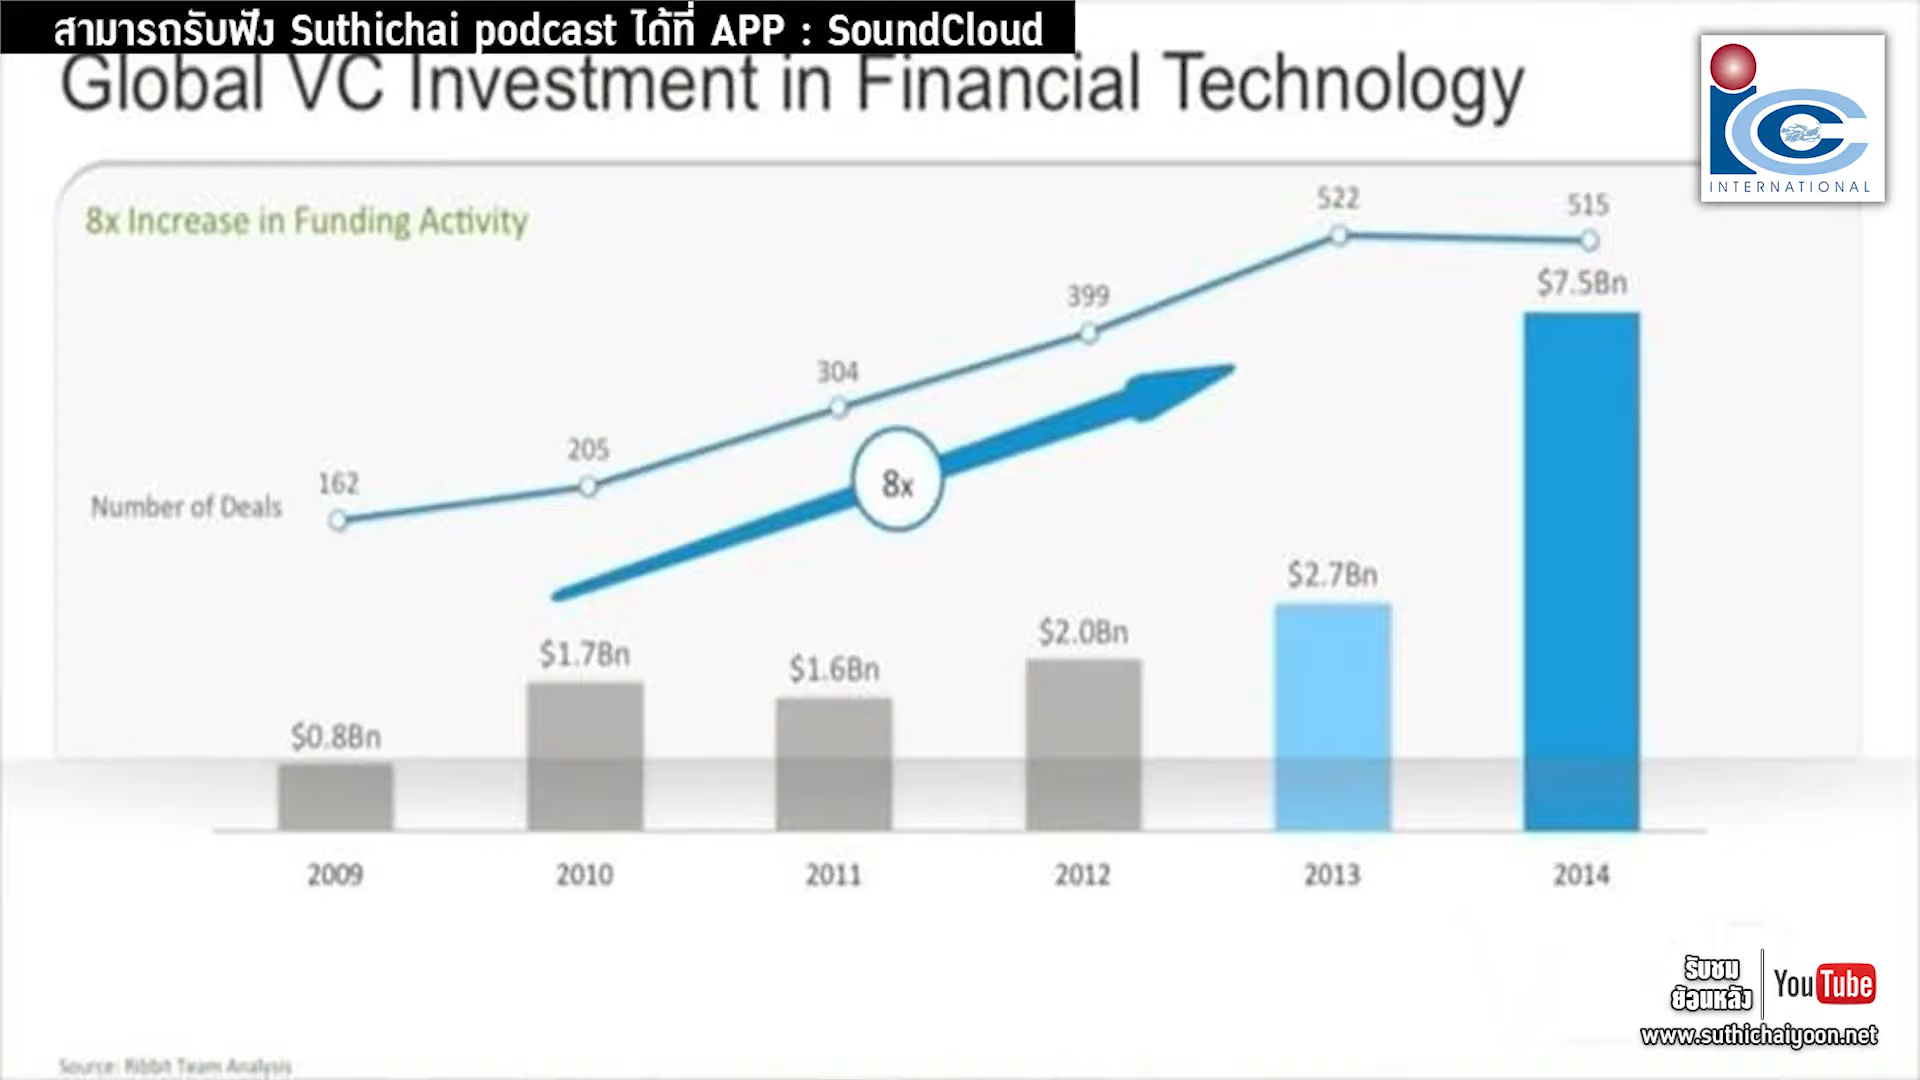 สามารถรับฟัง Suthichai podcast ได้ที่ APP : SoundCloud
Global VC Investment in Financial Technology
INTERNATIONAL
8x Increase in Funding Activity
522
515
$7.5Bn
399
304
205
162
Number of Deals
8x
$2.7Bn
$2.0Bn
$1.7Bn
$1.6Bn
$0.8Bn
2009 2010 2011 2012 2013 2014
รับชม
ย้อนหลัง
YouTube
www.suthichaiyoon.net
Source: Ribbit Team Analysis